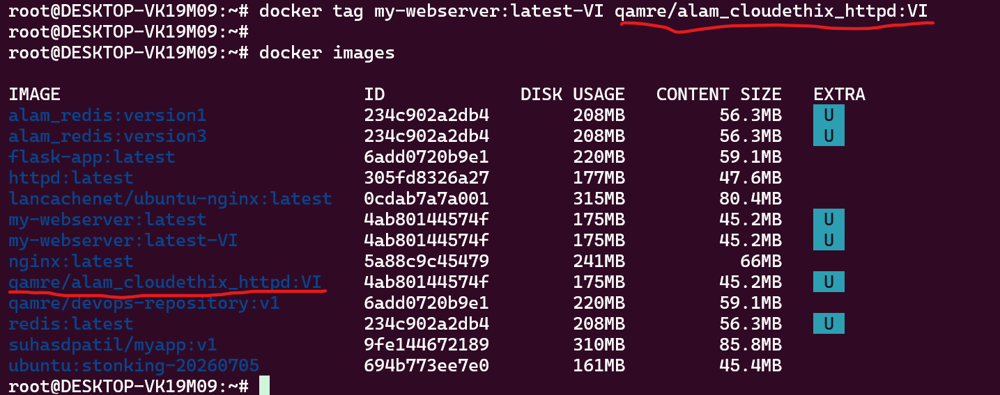 root@DESKTOP-VK19M09:~# docker tag my-webserver:latest-VI qamre/alam_cloudethix_httpd:VI
root@DESKTOP-VK19M09:~#
root@DESKTOP-VK19M09:~# docker images
IMAGE ID DISK USAGE CONTENT SIZE EXTRA
alam_redis:version1 234c902a2db4 208MB 56.3MB U
alam_redis:version3 234c902a2db4 208MB 56.3MB U
flask-app:latest 6add0720b9e1 220MB 59.1MB
httpd:latest 305fd8326a27 177MB 47.6MB
lancachenet/ubuntu-nginx:latest 0cdab7a7a001 315MB 80.4MB
my-webserver:latest 4ab80144574f 175MB 45.2MB U
my-webserver:latest-VI 4ab80144574f 175MB 45.2MB U
nginx:latest 5a88c9c45479 241MB 66MB
qamre/alam_cloudethix_httpd:VI 4ab80144574f 175MB 45.2MB U
qamre/devops-repository:v1 6add0720b9e1 220MB 59.1MB
redis:latest 234c902a2db4 208MB 56.3MB U
suhasdpatil/myapp:v1 9fe144672189 310MB 85.8MB
ubuntu:stonking-20260705 694b773ee7e0 161MB 45.4MB
root@DESKTOP-VK19M09:~#